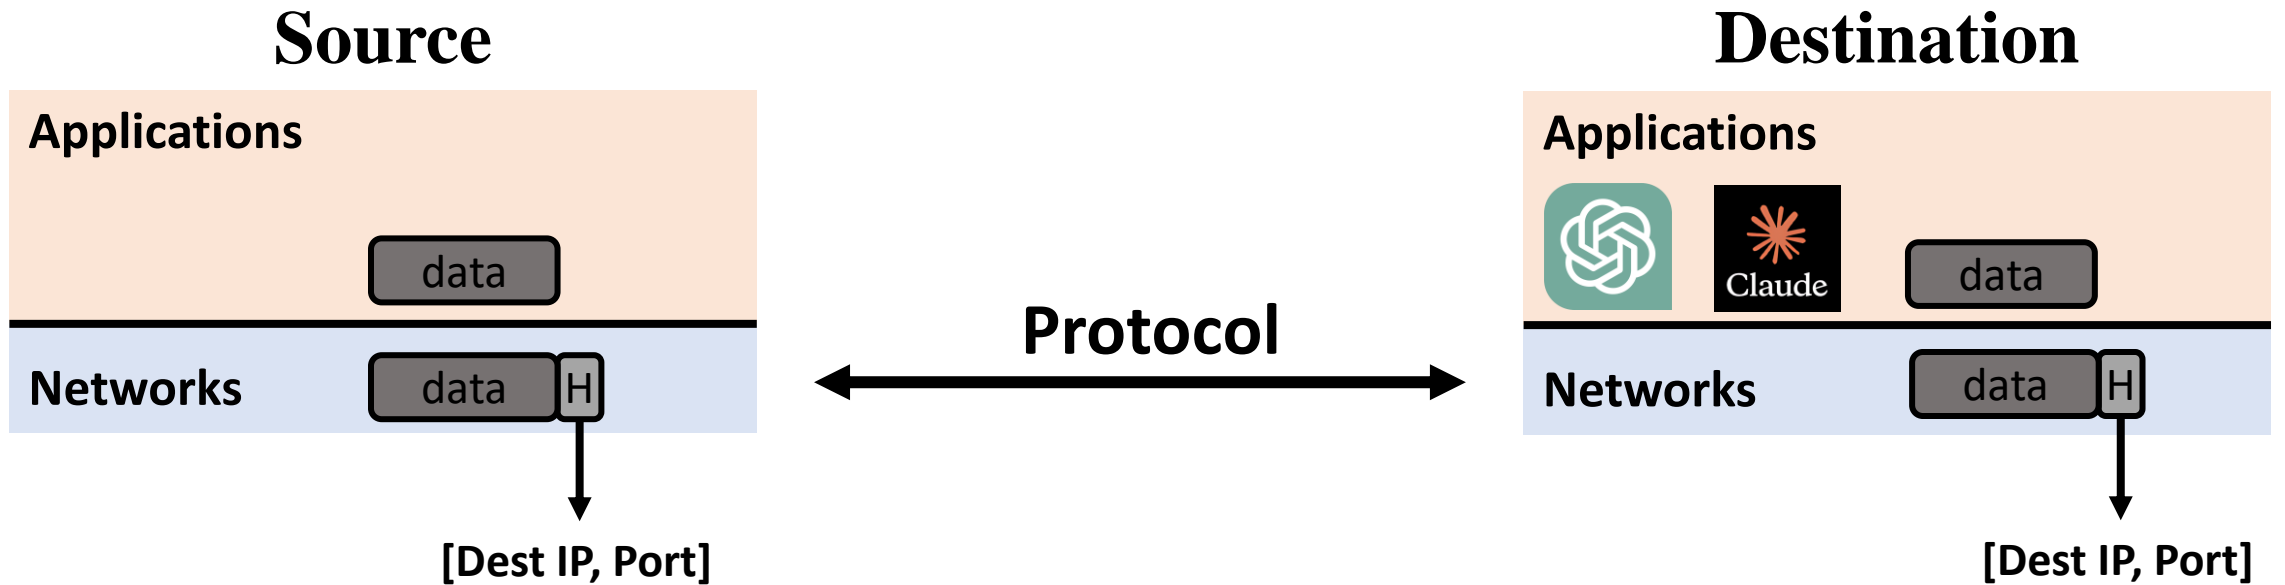 Source
Destination
Applications
Applications
data
Claude
data
Protocol
Networks
data H
Networks
data H
[Dest IP, Port]
[Dest IP, Port]